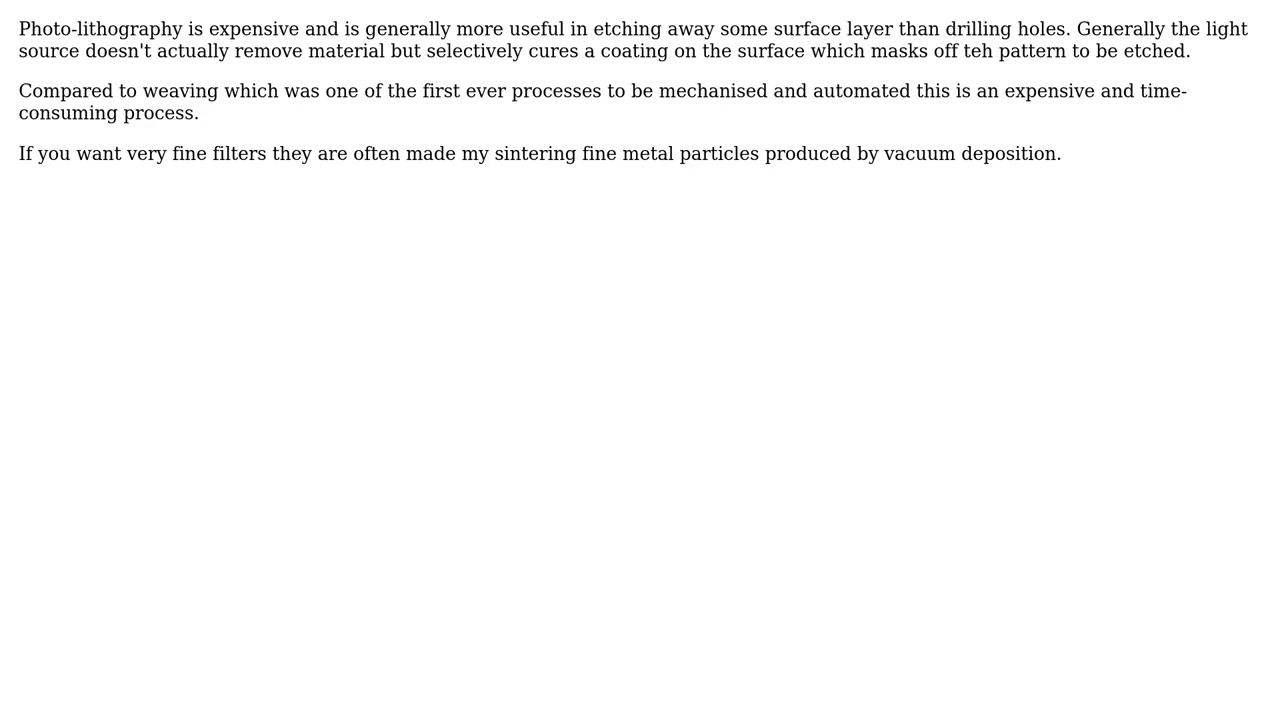 Photo-lithography is expensive and is generally more useful in etching away some surface layer than drilling holes. Generally the light
source doesn't actually remove material but selectively cures a coating on the surface which masks off teh pattern to be etched.
Compared to weaving which was one of the first ever processes to be mechanised and automated this is an expensive and time-
consuming process.
If you want very fine filters they are often made my sintering fine metal particles produced by vacuum deposition.